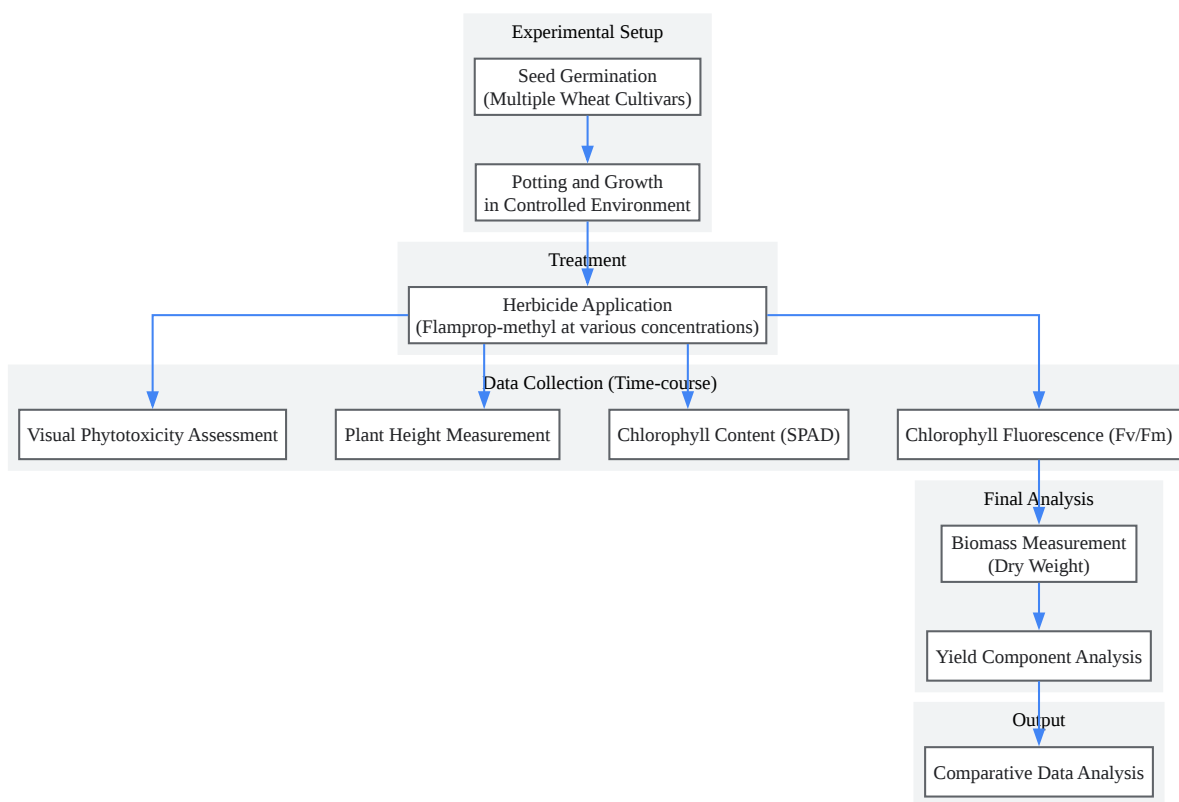 Experimental Setup
Seed Germination
(Multiple Wheat Cultivars)
Potting and Growth
in Controlled Environment
Treatment
Herbicide Application
(Flamprop-methyl at various concentrations)
Data Collection (Time-course)
Visual Phytotoxicity Assessment
Plant Height Measurement
Chlorophyll Content (SPAD)
Chlorophyll Fluorescence (Fv/Fm)
Final Analysis
Biomass Measurement
(Dry Weight)
Yield Component Analysis
Output
Comparative Data Analysis